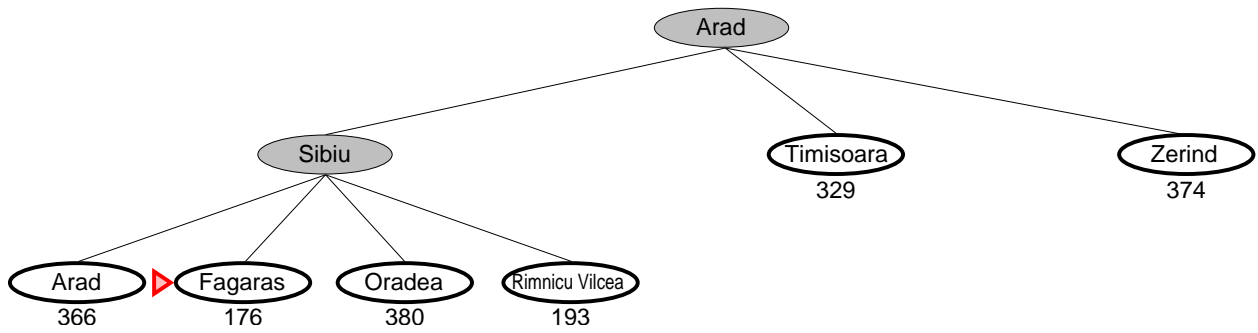 Arad
Sibiu
Timisoara
Zerind
329
374
Arad
Fagaras
Oradea
Rimnicu Vilcea
366
176
380
193